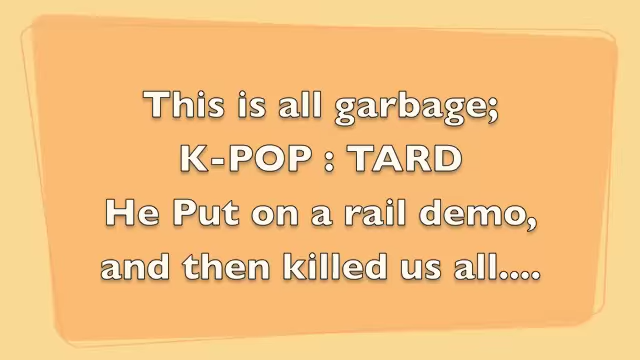 This is all garbage;
K-POP : TARD
He Put on a rail demo,
and then killed us all....